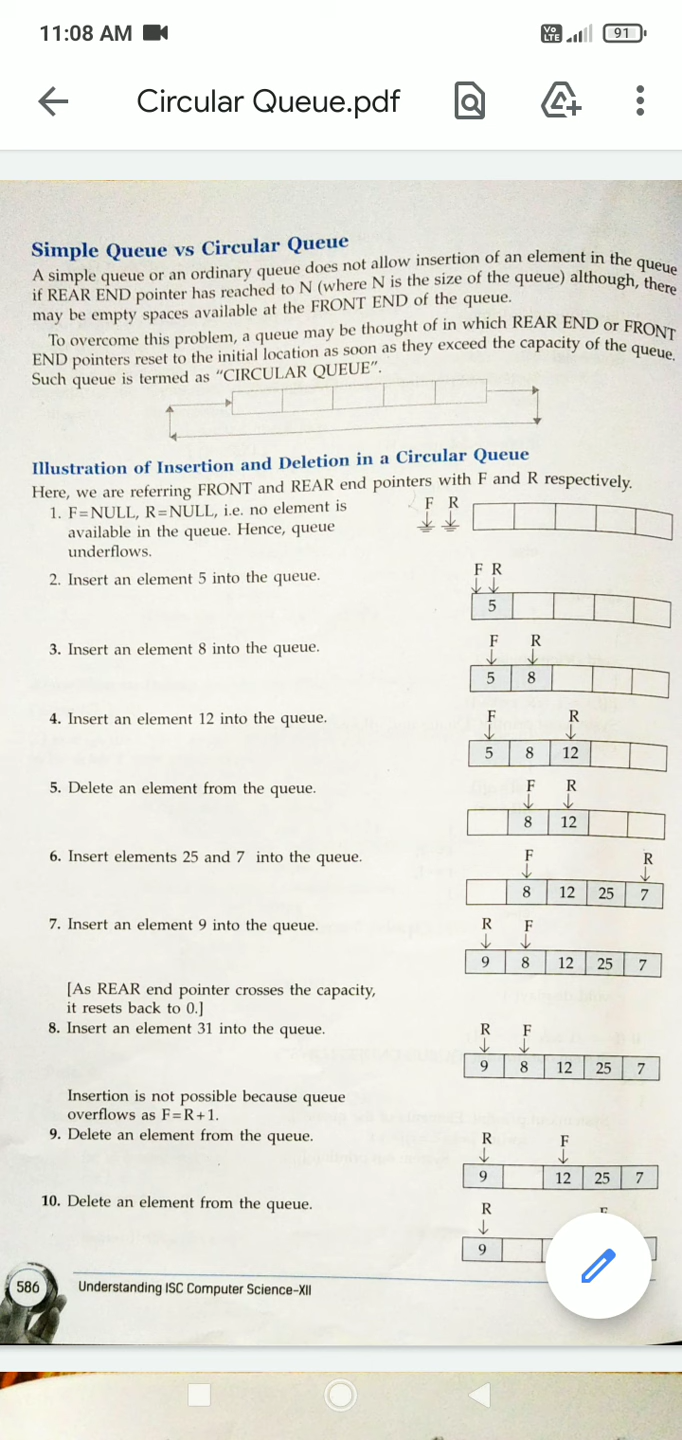 11:08 AM
Vo LTE
91
Circular Queue.pdf
Simple Queue vs Circular Queue
A simple queue or an ordinary queue does not allow insertion of an element in the queue
if REAR END pointer has reached to N (where N is the size of the queue) although, there
may be empty spaces available at the FRONT END of the queue.
To overcome this problem, a queue may be thought of in which REAR END or FRONT
END pointers reset to the initial location as soon as they exceed the capacity of the queue.
Such queue is termed as "CIRCULAR QUEUE".
Illustration of Insertion and Deletion in a Circular Queue
Here, we are referring FRONT and REAR end pointers with F and R respectively.
1. F=NULL, R=NULL, i.e. no element is
available in the queue. Hence, queue
underflows.
F R
2. Insert an element 5 into the queue.
F R
5
3. Insert an element 8 into the queue.
F R
5 8
4. Insert an element 12 into the queue.
F R
5 8 12
5. Delete an element from the queue.
F R
8 12
6. Insert elements 25 and 7 into the queue.
F R
8 12 25 7
7. Insert an element 9 into the queue.
R F
9 8 12 25 7
[As REAR end pointer crosses the capacity,
it resets back to 0.]
8. Insert an element 31 into the queue.
R F
9 8 12 25 7
Insertion is not possible because queue
overflows as F=R+1.
9. Delete an element from the queue.
R F
9 12 25 7
10. Delete an element from the queue.
R
9
586
Understanding ISC Computer Science-XII